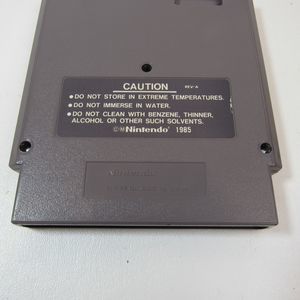 CAUTION REV-A
•DO NOT STORE IN EXTREME TEMPERATURES.
•DO NOT IMMERSE IN WATER.
•DO NOT CLEAN WITH BENZENE, THINNER,
ALCOHOL OR OTHER SUCH SOLVENTS.
©™Nintendo® 1985
Nintendo